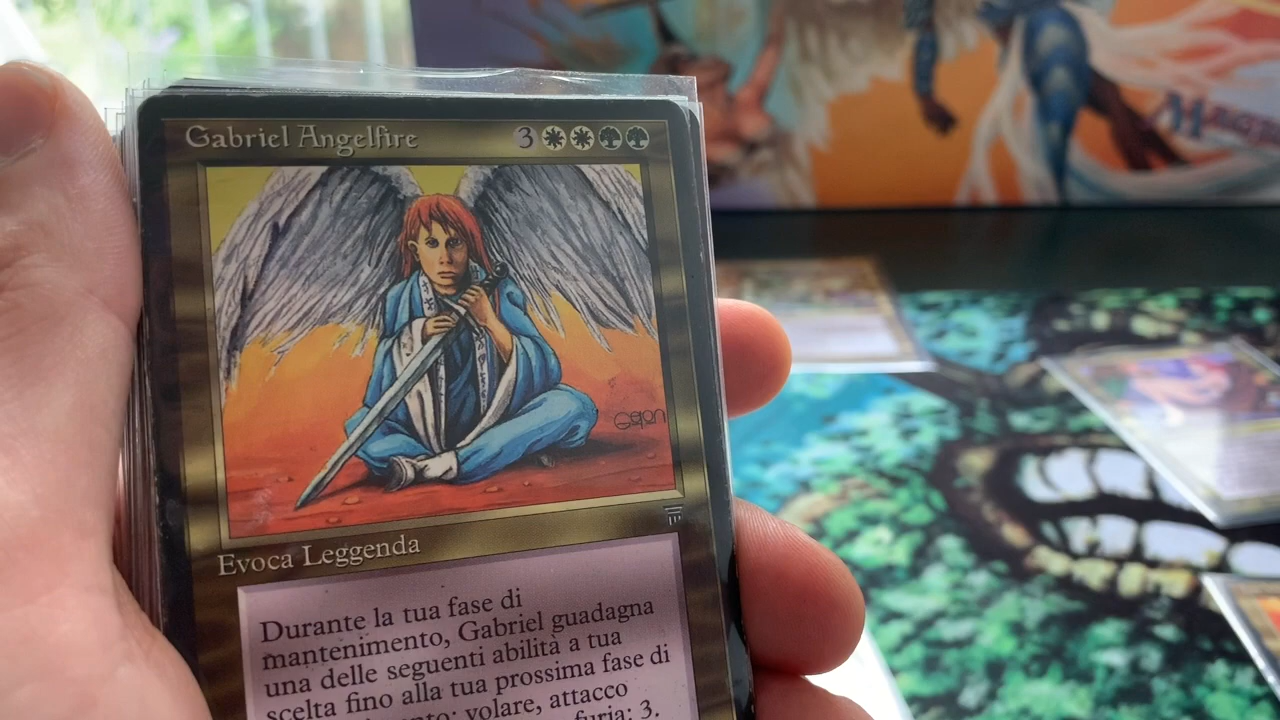 Gabriel Angelfire 3
Gelon
Evoca Leggenda
Durante la tua fase di
mantenimento, Gabriel guadagna
una delle seguenti abilità a tua
scelta fino alla tua prossima fase di
volare, attacco
furia: 3.